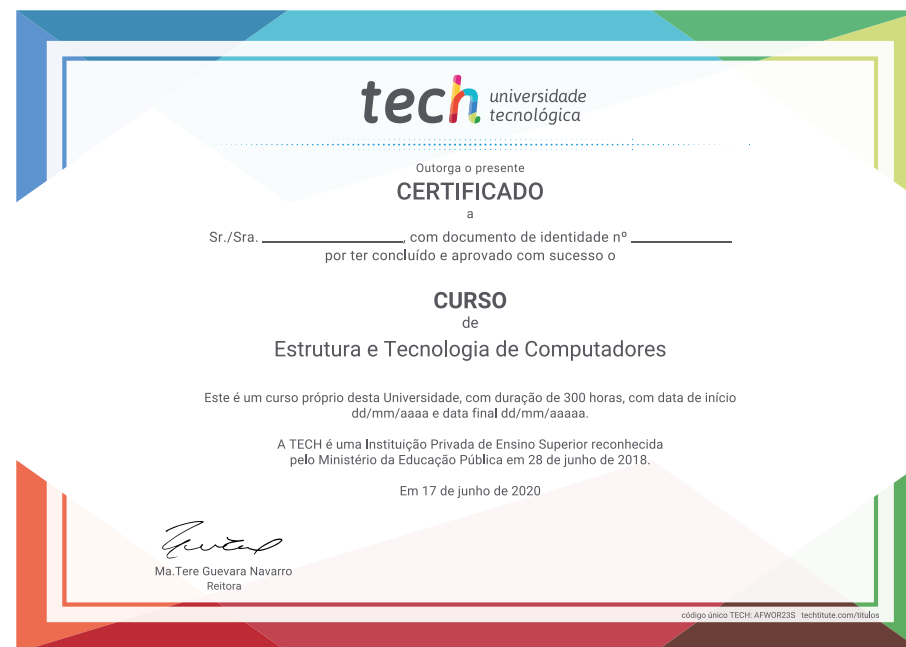 tech universidade
tecnológica
Outorga o presente
CERTIFICADO
a
Sr./Sra. ____________________, com documento de identidade nº ______________
por ter concluído e aprovado com sucesso o
CURSO
de
Estrutura e Tecnologia de Computadores
Este é um curso próprio desta Universidade, com duração de 300 horas, com data de início
dd/mm/aaaa e data final dd/mm/aaaaa.
A TECH é uma Instituição Privada de Ensino Superior reconhecida
pelo Ministério da Educação Pública em 28 de junho de 2018.
Em 17 de junho de 2020
Ma.Tere Guevara Navarro
Reitora
código único TECH: AFWOR23S techtitute.com/títulos